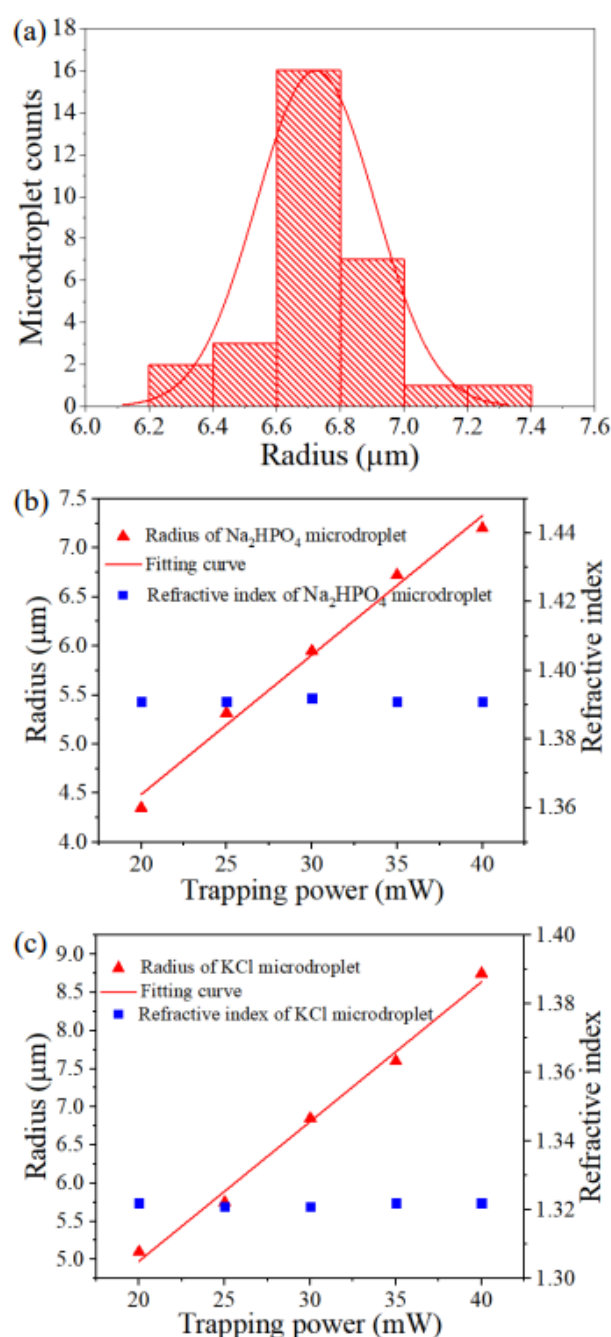 (a)
18
16
14
12
10
8
6
4
2
0
Microdroplet counts
6.0 6.2 6.4 6.6 6.8 7.0 7.2 7.4 7.6
Radius (µm)
(b)
7.5
7.0
6.5
6.0
5.5
5.0
4.5
4.0
Radius (µm)
Radius of Na₂HPO₄ microdroplet
Fitting curve
Refractive index of Na₂HPO₄ microdroplet
1.44
1.42
1.40
1.38
1.36
Refractive index
20 25 30 35 40
Trapping power (mW)
(c)
9.0
8.5
8.0
7.5
7.0
6.5
6.0
5.5
5.0
Radius (µm)
Radius of KCl microdroplet
Fitting curve
Refractive index of KCl microdroplet
1.40
1.38
1.36
1.34
1.32
1.30
Refractive index
20 25 30 35 40
Trapping power (mW)